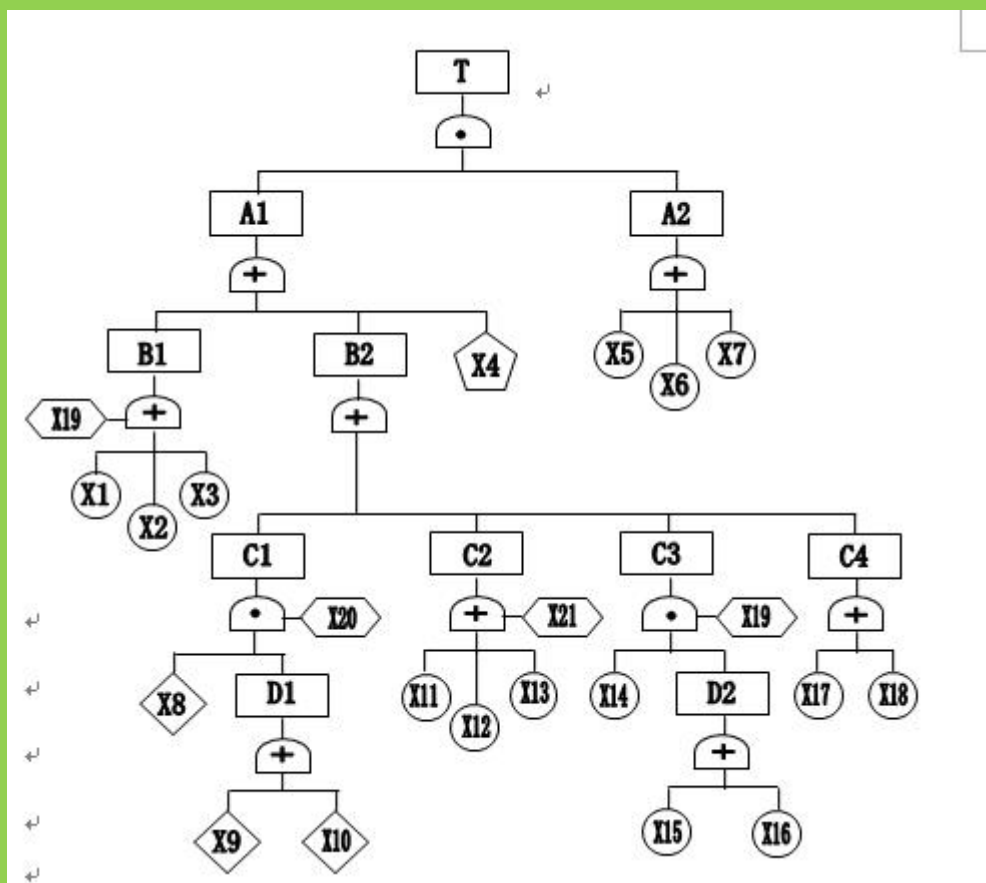 T
A1 A2
B1 B2 X4 X5 X6 X7
X19
X1 X2 X3
C1 C2 C3 C4
X20 X21 X19
X8 D1 X11 X12 X13 X14 D2 X17 X18
X9 X10 X15 X16